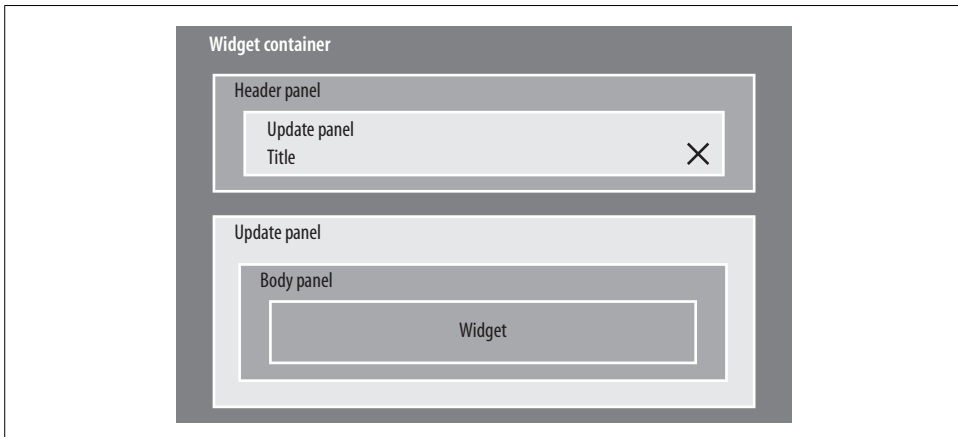 Widget container
Header panel
Update panel
Title
Update panel
Body panel
Widget